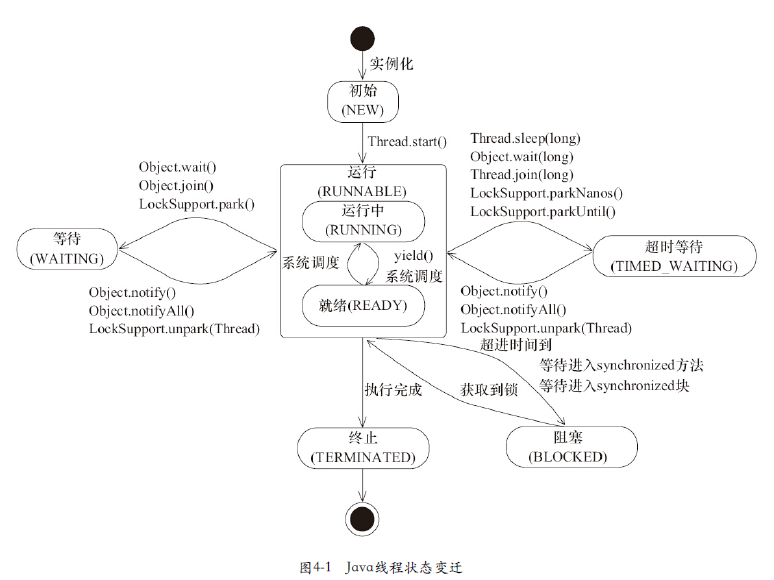 实例化
初始
(NEW)
Thread.start()
Object.wait()
Object.join()
LockSupport.park()
运行
(RUNNABLE)
运行中
(RUNNING)
系统调度
yield()
系统调度
就绪(READY)
Thread.sleep(long)
Object.wait(long)
Thread.join(long)
LockSupport.parkNanos()
LockSupport.parkUntil()
等待
(WAITING)
超时等待
(TIMED_WAITING)
Object.notify()
Object.notifyAll()
LockSupport.unpark(Thread)
Object.notify()
Object.notifyAll()
LockSupport.unpark(Thread)
超进时间到
等待进入synchronized方法
等待进入synchronized块
执行完成
获取到锁
终止
(TERMINATED)
阻塞
(BLOCKED)
图4-1 Java线程状态变迁